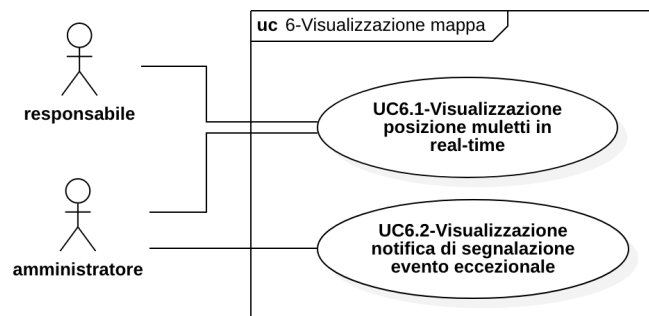 uc 6-Visualizzazione mappa
responsabile
UC6.1-Visualizzazione
posizione muletti in
real-time
amministratore
UC6.2-Visualizzazione
notifica di segnalazione
evento eccezionale